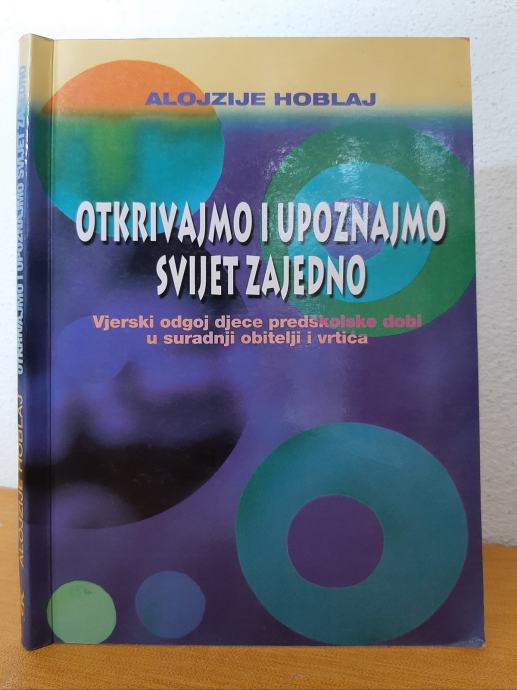 ALOJZIJE HOBLAJ
OTKRIVAJMO I UPOZNAJMO
SVIJET ZAJEDNO
Vjerski odgoj djece predškolske dobi
u suradnji obitelji i vrtića
ALOJZIJE HOBLAJ OTKRIVAJMO I UPOZNAJMO SVIJET ZAJEDNO